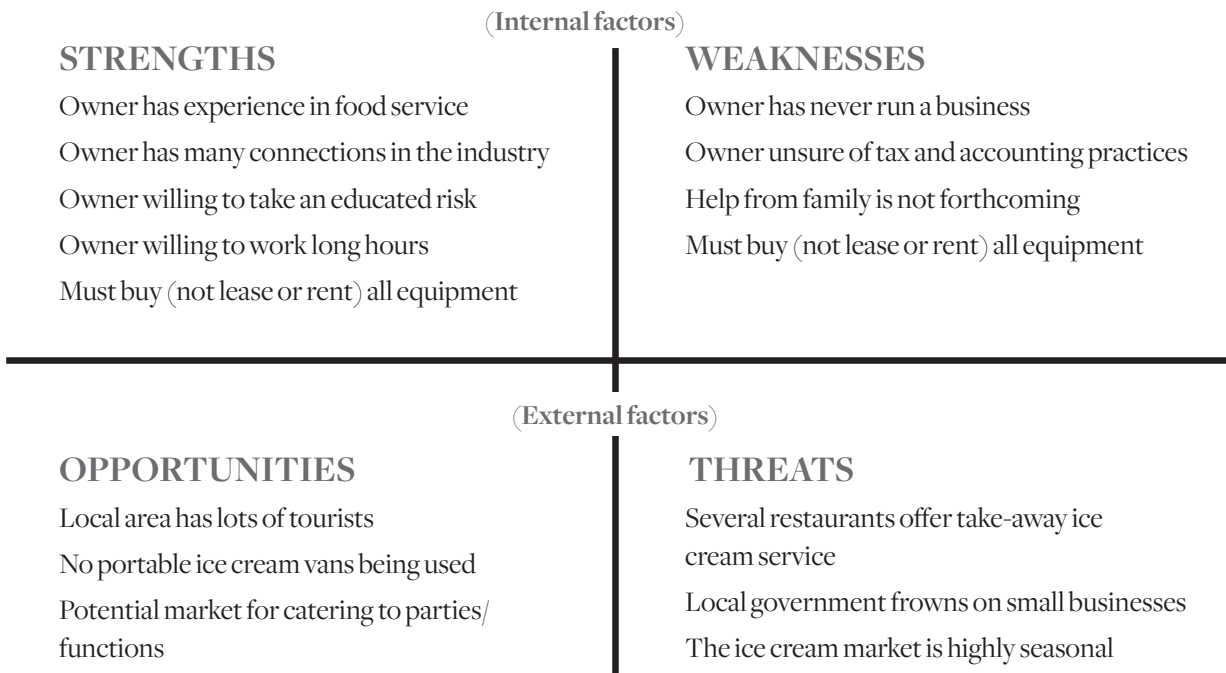 (Internal factors)
STRENGTHS
Owner has experience in food service
Owner has many connections in the industry
Owner willing to take an educated risk
Owner willing to work long hours
Must buy (not lease or rent) all equipment
WEAKNESSES
Owner has never run a business
Owner unsure of tax and accounting practices
Help from family is not forthcoming
Must buy (not lease or rent) all equipment
(External factors)
OPPORTUNITIES
Local area has lots of tourists
No portable ice cream vans being used
Potential market for catering to parties/
functions
THREATS
Several restaurants offer take-away ice
cream service
Local government frowns on small businesses
The ice cream market is highly seasonal